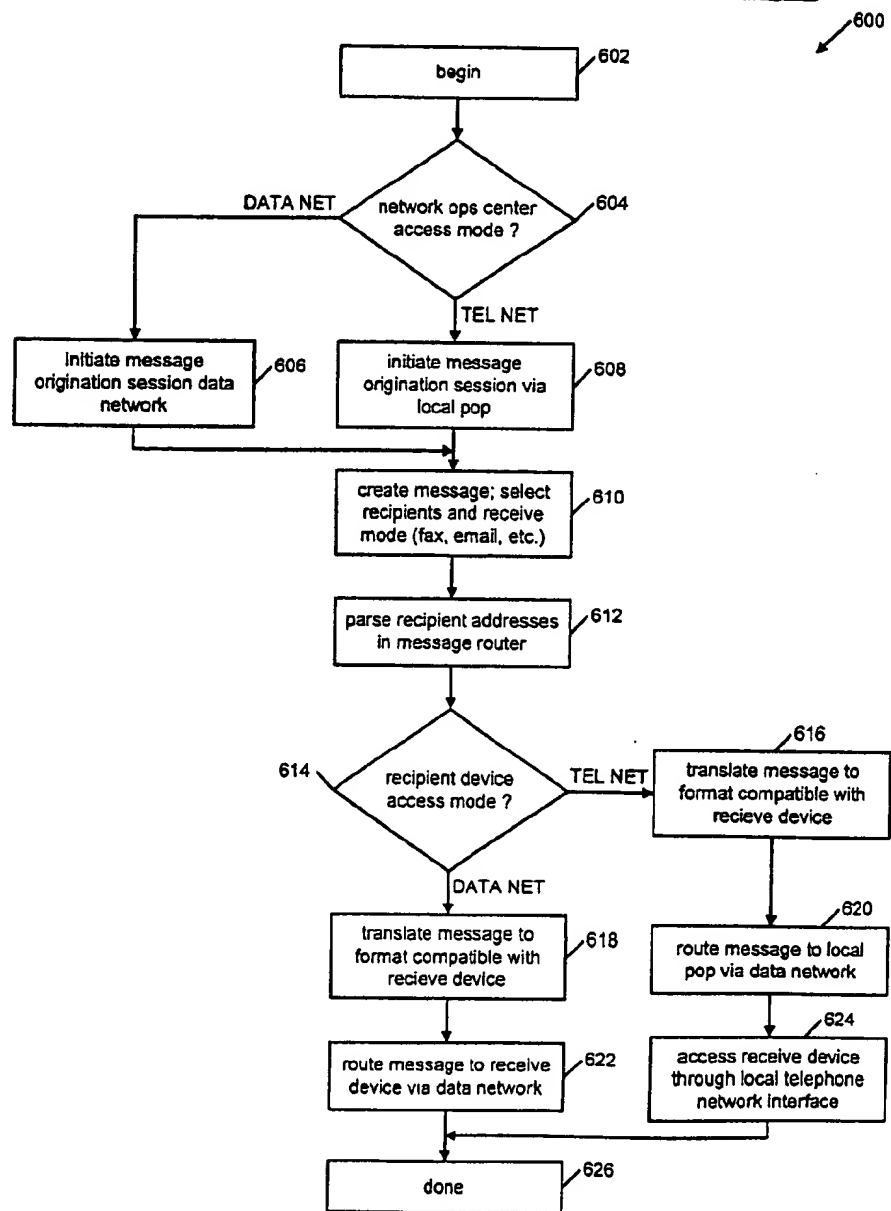 600
begin
602
DATA NET
network ops center
access mode ?
604
TEL NET
initiate message
origination session data
network
606
initiate message
origination session via
local pop
608
create message; select
recipients and receive
mode (fax, email, etc.)
610
parse recipient addresses
in message router
612
614
recipient device
access mode ?
TEL NET
616
translate message to
format compatible with
recieve device
DATA NET
translate message to
format compatible with
recieve device
618
620
route message to local
pop via data network
route message to receive
device via data network
622
624
access receive device
through local telephone
network interface
done
626